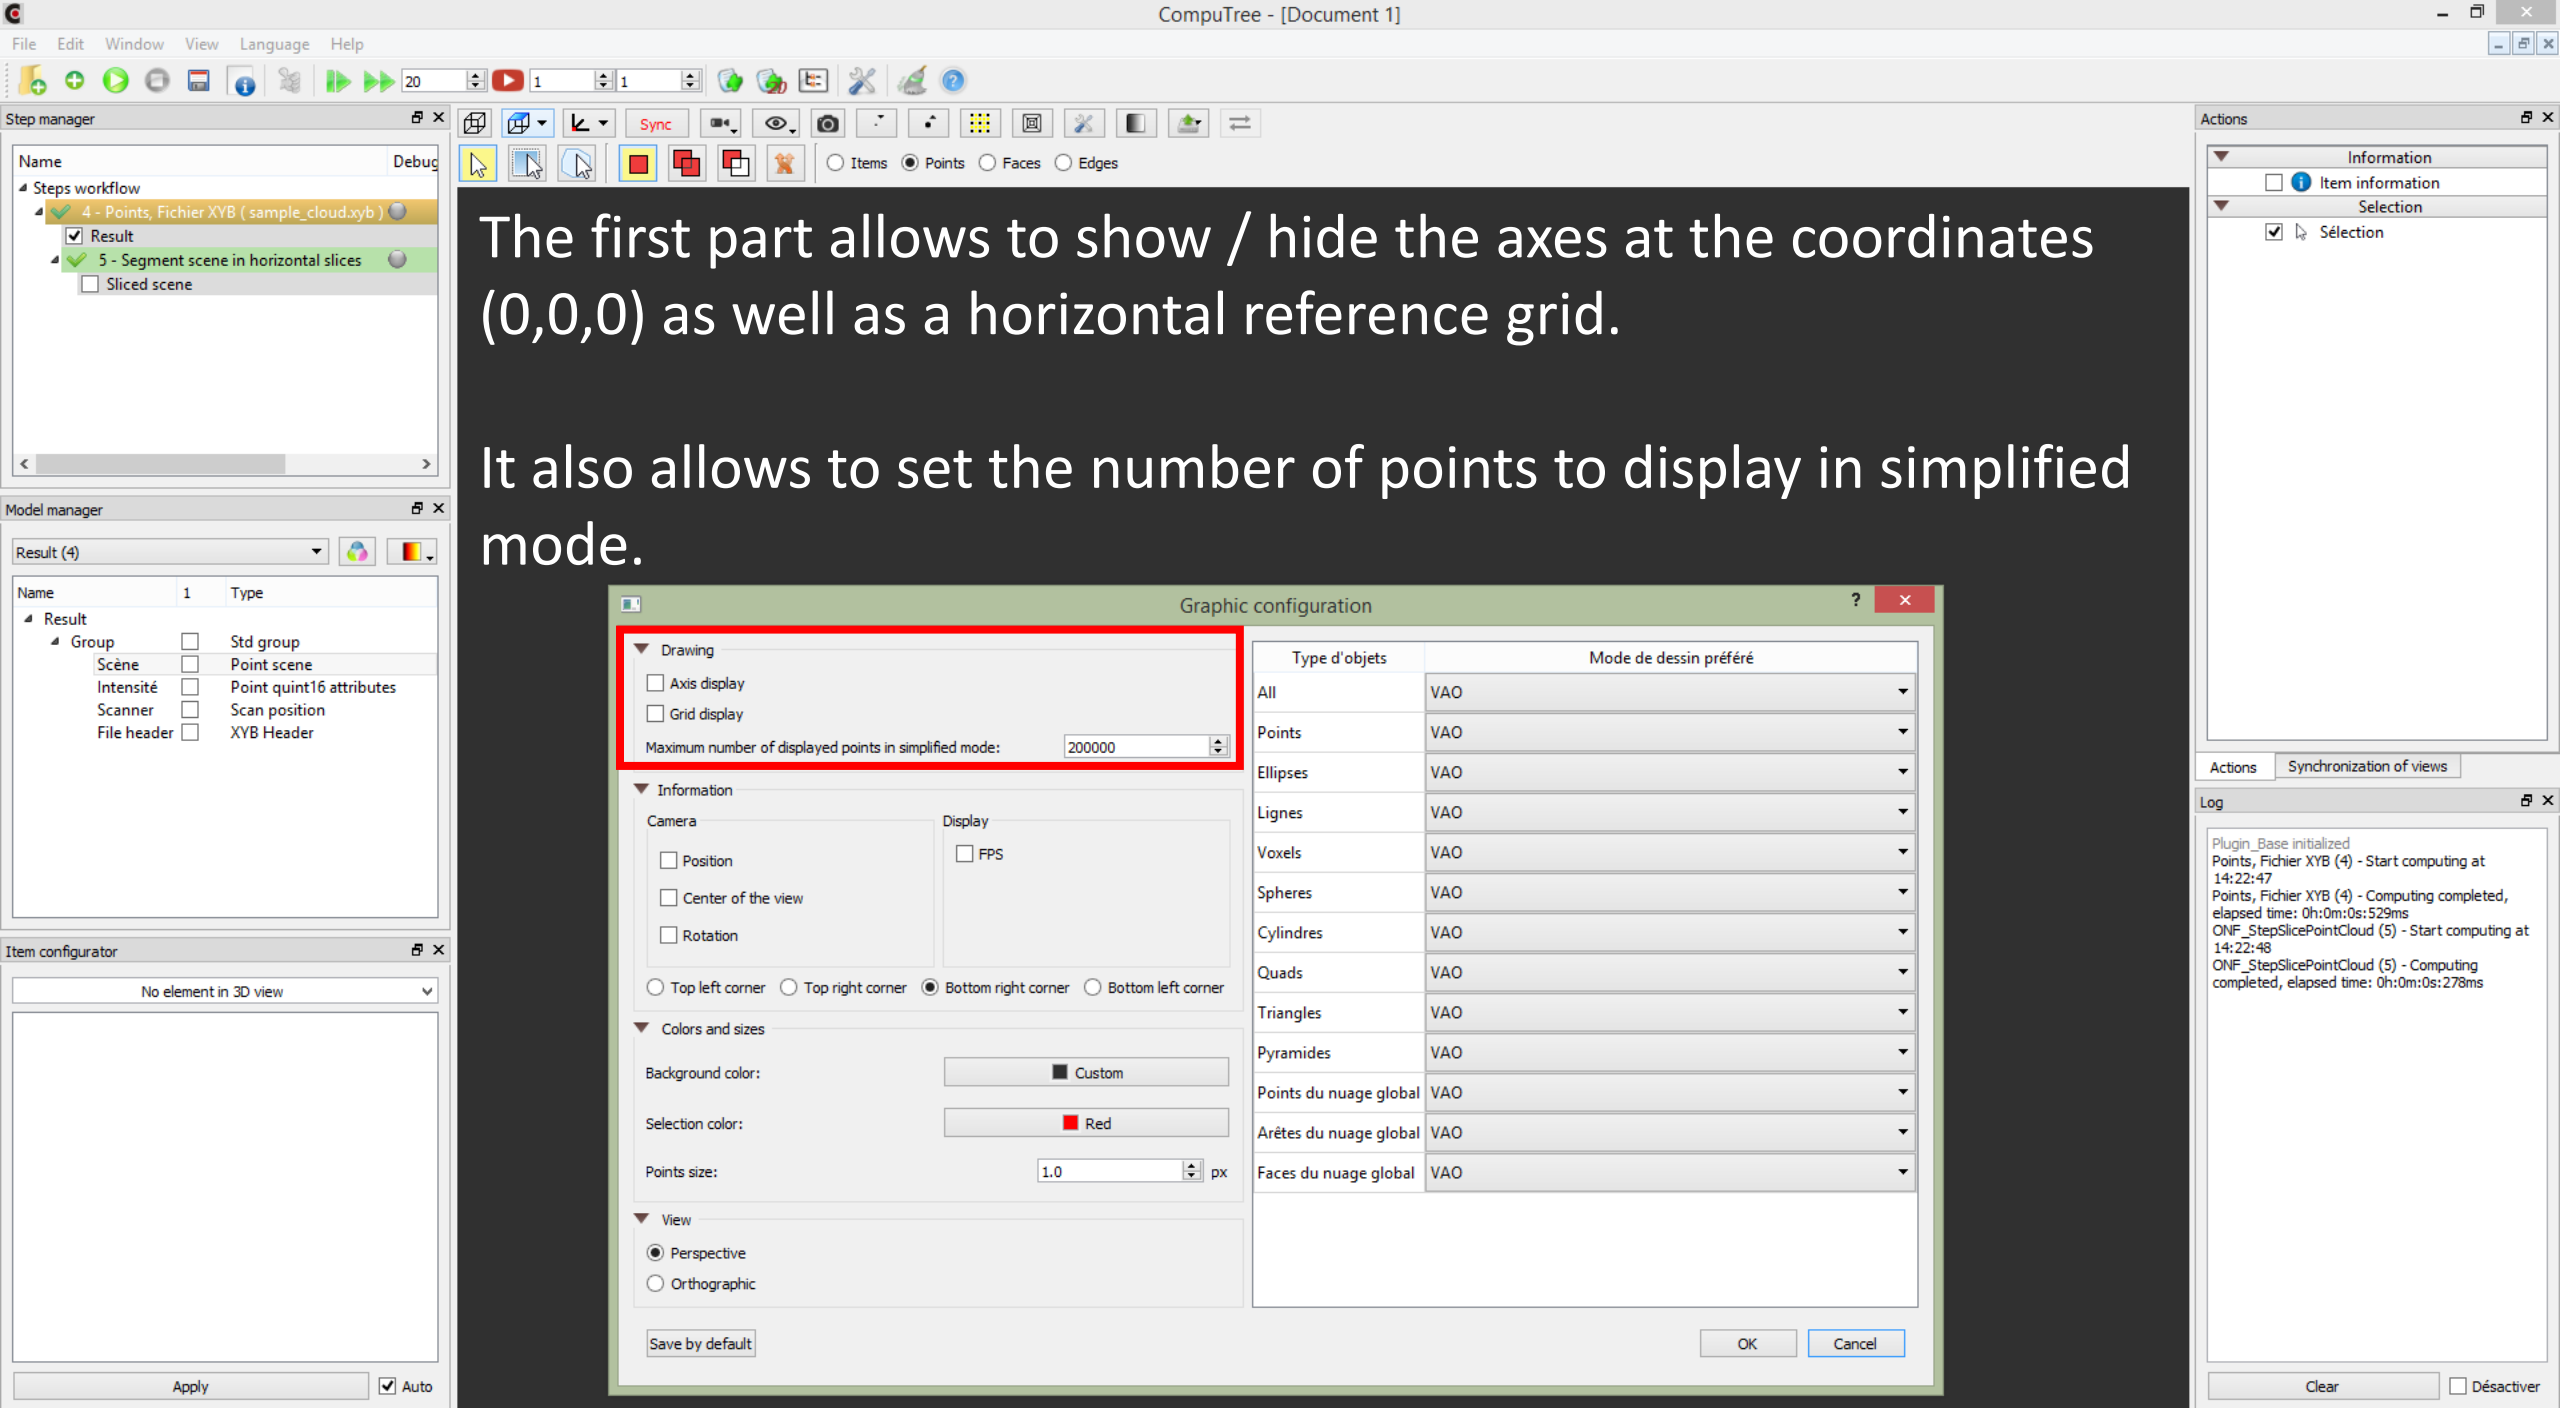 CompuTree - [Document 1]
File Edit Window View Language Help
20 1 1 2D
Step manager
Name Debug
Steps workflow
4 - Points, Fichier XYB ( sample_cloud.xyb )
Result
5 - Segment scene in horizontal slices
Sliced scene
Model manager
Result (4)
Name 1 Type
Result
Group Std group
Scène Point scene
Intensité Point quint16 attributes
Scanner Scan position
File header XYB Header
Item configurator
No element in 3D view
Apply Auto
Sync
Items Points Faces Edges
The first part allows to show / hide the axes at the coordinates
(0,0,0) as well as a horizontal reference grid.
It also allows to set the number of points to display in simplified
mode.
Graphic configuration
Drawing
Axis display
Grid display
Maximum number of displayed points in simplified mode: 200000
Information
Camera Display
Position FPS
Center of the view
Rotation
Top left corner Top right corner Bottom right corner Bottom left corner
Colors and sizes
Background color: Custom
Selection color: Red
Points size: 1.0 px
View
Perspective
Orthographic
Save by default
Type d'objets Mode de dessin préféré
All VAO
Points VAO
Ellipses VAO
Lignes VAO
Voxels VAO
Spheres VAO
Cylindres VAO
Quads VAO
Triangles VAO
Pyramides VAO
Points du nuage global VAO
Arêtes du nuage global VAO
Faces du nuage global VAO
OK Cancel
Actions
Information
Item information
Selection
Sélection
Actions Synchronization of views
Log
Plugin_Base initialized
Points, Fichier XYB (4) - Start computing at
14:22:47
Points, Fichier XYB (4) - Computing completed,
elapsed time: 0h:0m:0s:529ms
ONF_StepSlicePointCloud (5) - Start computing at
14:22:48
ONF_StepSlicePointCloud (5) - Computing
completed, elapsed time: 0h:0m:0s:278ms
Clear Désactiver